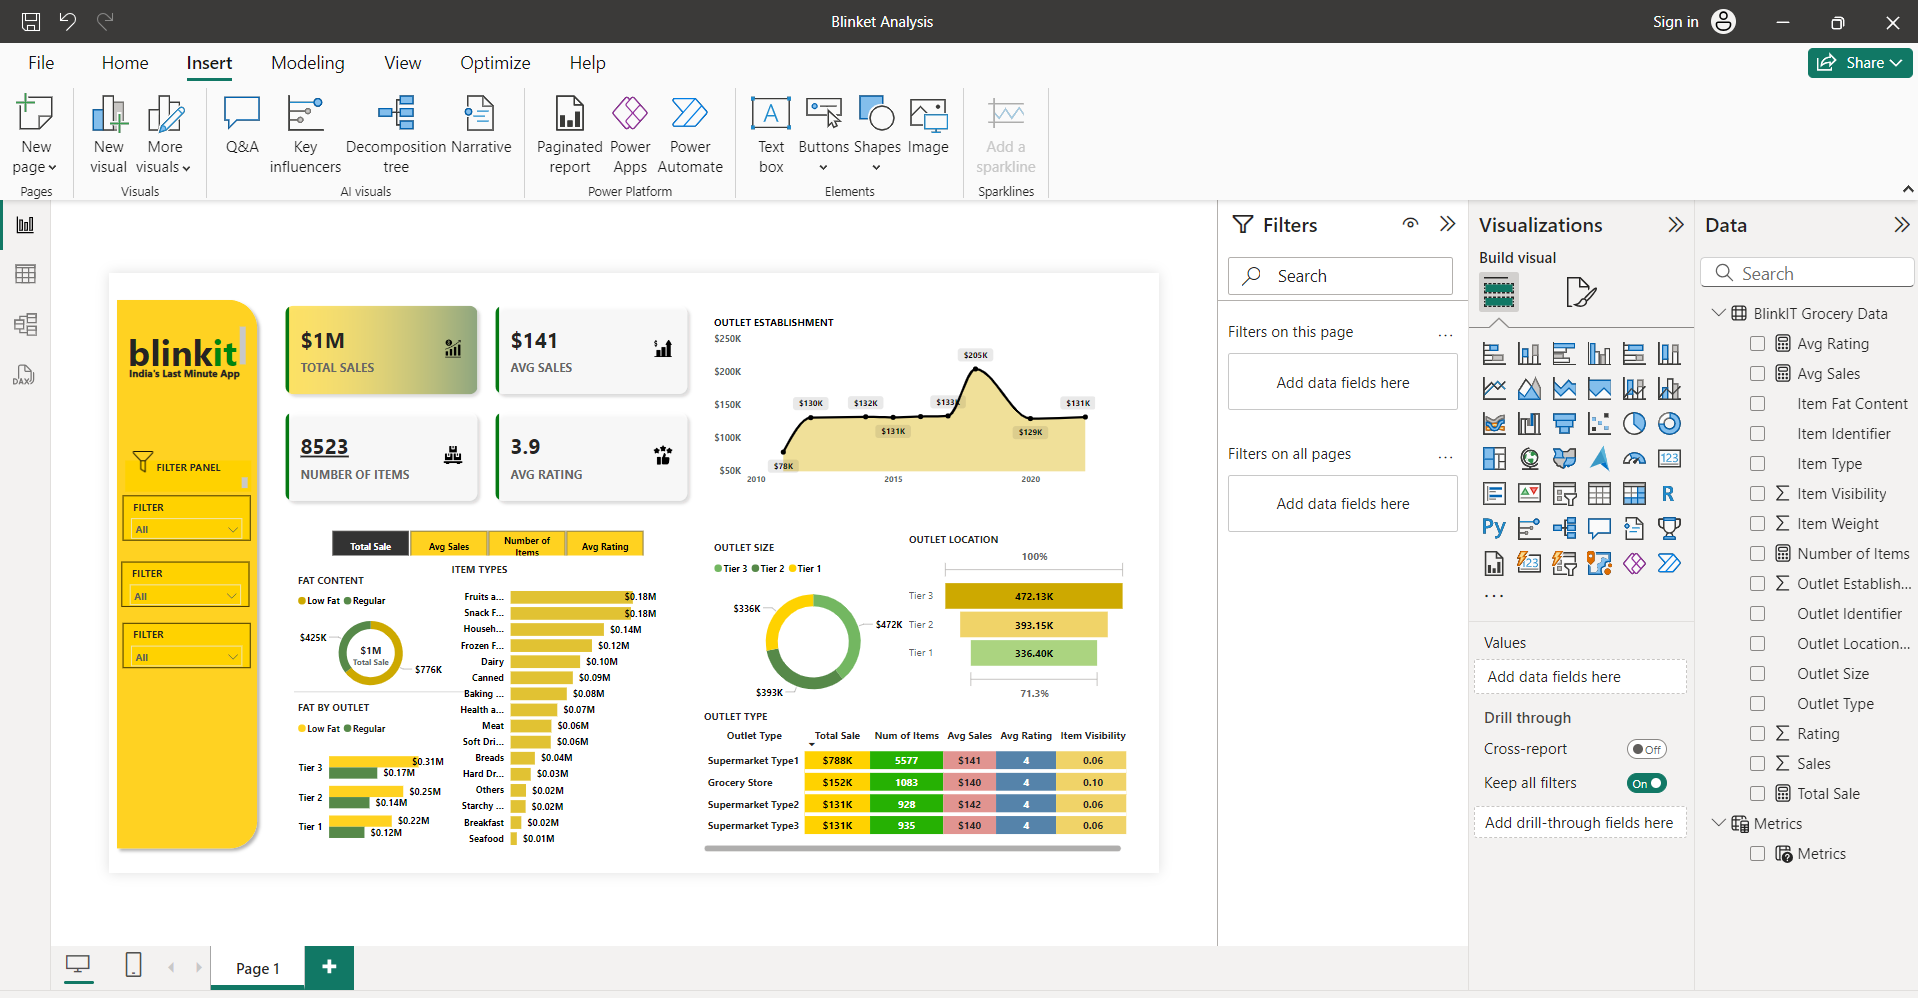 Blinket Analysis
Sign in
File Home Insert Modeling View Optimize Help
Share
New page
New visual
More visuals
Q&A
Key influencers
Decomposition tree
Narrative
Paginated report
Power Apps
Power Automate
Text box
Buttons
Shapes
Image
Add a sparkline
Pages
Visuals
AI visuals
Power Platform
Elements
Sparklines
DAX
blinkit
India's Last Minute App
FILTER PANEL
FILTER
All
FILTER
All
FILTER
All
$1M
TOTAL SALES
$141
AVG SALES
8523
NUMBER OF ITEMS
3.9
AVG RATING
OUTLET ESTABLISHMENT
$250K
$200K
$150K
$100K
$50K
$78K
$130K
$132K
$131K
$133K
$205K
$129K
$131K
2010 2015 2020
Total Sale
Avg Sales
Number of Items
Avg Rating
FAT CONTENT
Low Fat Regular
$425K
$1M
Total Sale
$776K
FAT BY OUTLET
Low Fat Regular
Tier 3 $0.31M
$0.17M
Tier 2 $0.25M
$0.14M
Tier 1 $0.22M
$0.12M
ITEM TYPES
Fruits a... $0.18M
Snack F... $0.18M
Househ... $0.14M
Frozen F... $0.12M
Dairy $0.10M
Canned $0.09M
Baking ... $0.08M
Health a... $0.07M
Meat $0.06M
Soft Dri... $0.06M
Breads $0.04M
Hard Dr... $0.03M
Others $0.02M
Starchy ... $0.02M
Breakfast $0.02M
Seafood $0.01M
OUTLET SIZE
Tier 3 Tier 2 Tier 1
$336K
$472K
$393K
OUTLET LOCATION
100%
Tier 3 472.13K
Tier 2 393.15K
Tier 1 336.40K
71.3%
OUTLET TYPE
Outlet Type Total Sale Num of Items Avg Sales Avg Rating Item Visibility
Supermarket Type1 $788K 5577 $141 4 0.06
Grocery Store $152K 1083 $140 4 0.10
Supermarket Type2 $131K 928 $142 4 0.06
Supermarket Type3 $131K 935 $140 4 0.06
Page 1
Filters
Search
Filters on this page ...
Add data fields here
Filters on all pages ...
Add data fields here
Visualizations
Build visual
123
R
Py
123
...
Values
Add data fields here
Drill through
Cross-report Off
Keep all filters On
Add drill-through fields here
Data
Search
BlinkIT Grocery Data
Avg Rating
Avg Sales
Item Fat Content
Item Identifier
Item Type
Item Visibility
Item Weight
Number of Items
Outlet Establish...
Outlet Identifier
Outlet Location...
Outlet Size
Outlet Type
Rating
Sales
Total Sale
Metrics
Metrics